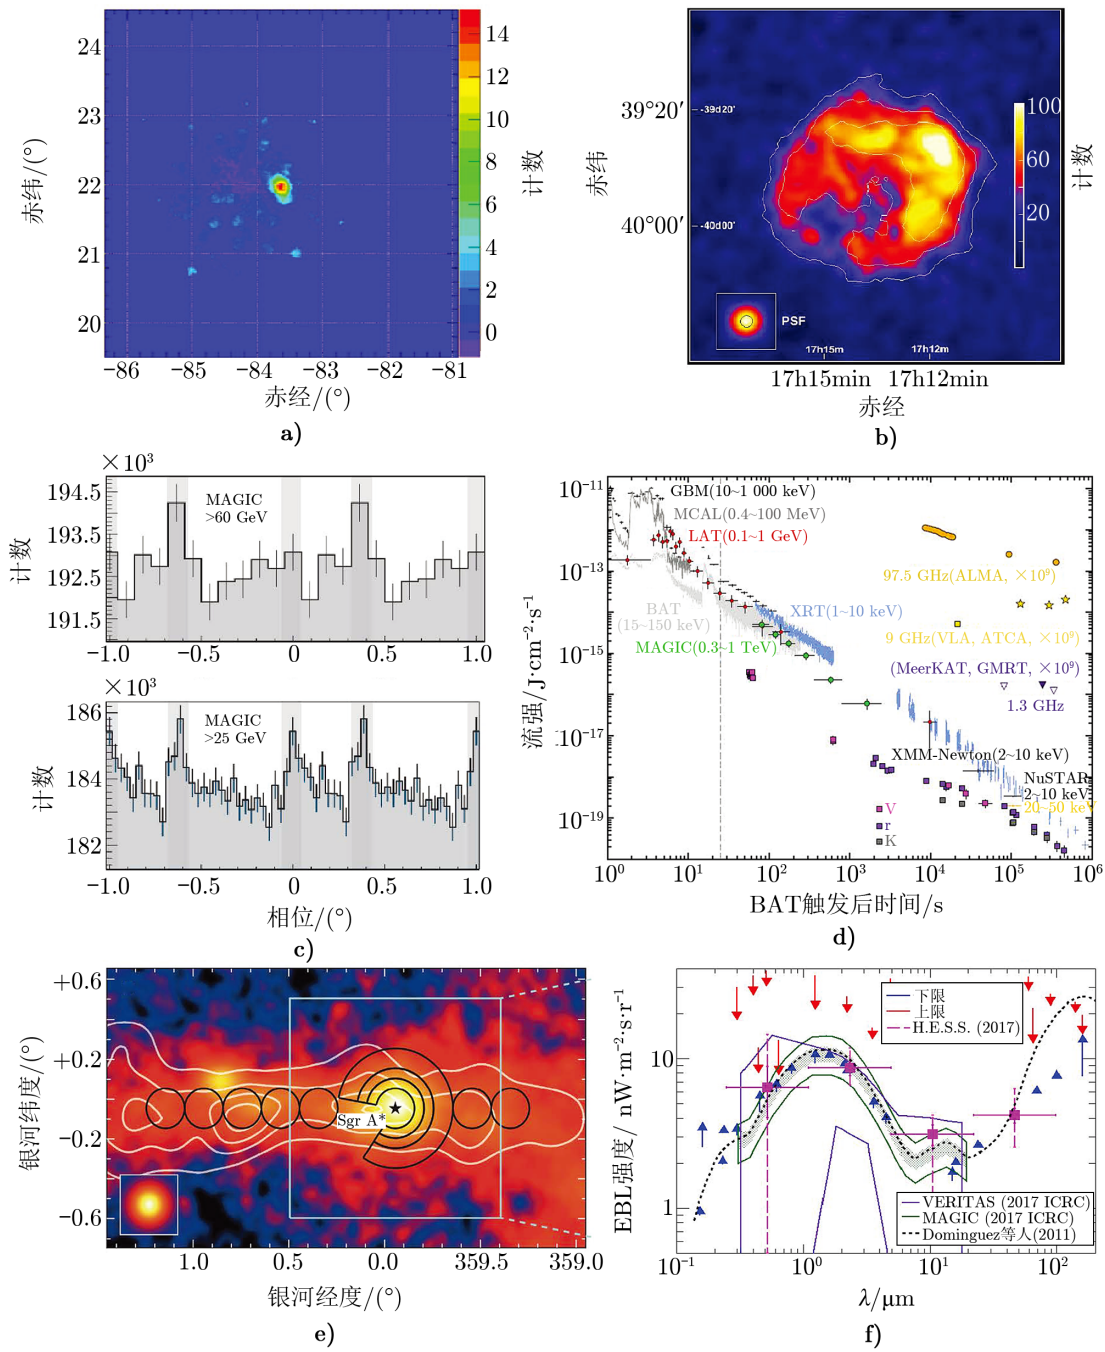 24
23
22
21
20
赤纬/(°)
−86
−85
−84
−83
−82
−81
赤经/(°)
14
12
10
8
6
4
2
0
计数
a)
39°20′
40°00′
赤纬
-39d20'
-40d00'
PSF
17h15m
17h12m
100
60
20
计数
17h15min 17h12min
赤经
b)
×10³
194.5
193.5
192.5
191.5
计数
MAGIC
>60 GeV
−1.0
−0.5
0
0.5
1.0
×10³
186
184
182
计数
MAGIC
>25 GeV
−1.0
−0.5
0
0.5
1.0
相位/(°)
c)
10⁻¹¹
10⁻¹³
10⁻¹⁵
10⁻¹⁷
10⁻¹⁹
流强/J·cm⁻²·s⁻¹
GBM(10~1 000 keV)
MCAL(0.4~100 MeV)
LAT(0.1~1 GeV)
97.5 GHz(ALMA, ×10⁹)
BAT
(15~150 keV)
XRT(1~10 keV)
9 GHz(VLA, ATCA, ×10⁹)
MAGIC(0.3~1 TeV)
(MeerKAT, GMRT, ×10⁹)
1.3 GHz
XMM-Newton(2~10 keV)
NuSTAR
2~10 keV
20~50 keV
V
r
K
10⁰
10¹
10²
10³
10⁴
10⁵
10⁶
BAT触发后时间/s
d)
+0.6
+0.2
−0.2
−0.6
银河纬度/(°)
Sgr A*
1.0
0.5
0.0
359.5
359.0
银河经度/(°)
e)
10
1
EBL强度/ nW·m⁻²·s·r⁻¹
下限
上限
H.E.S.S. (2017)
VERITAS (2017 ICRC)
MAGIC (2017 ICRC)
Dominguez等人(2011)
10⁻¹
10⁰
10¹
10²
λ/μm
f)